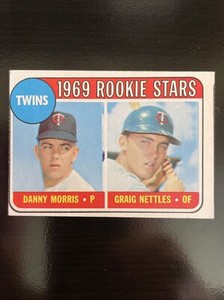 1969 ROOKIE STARS
TWINS
DANNY MORRIS • P
GRAIG NETTLES • OF